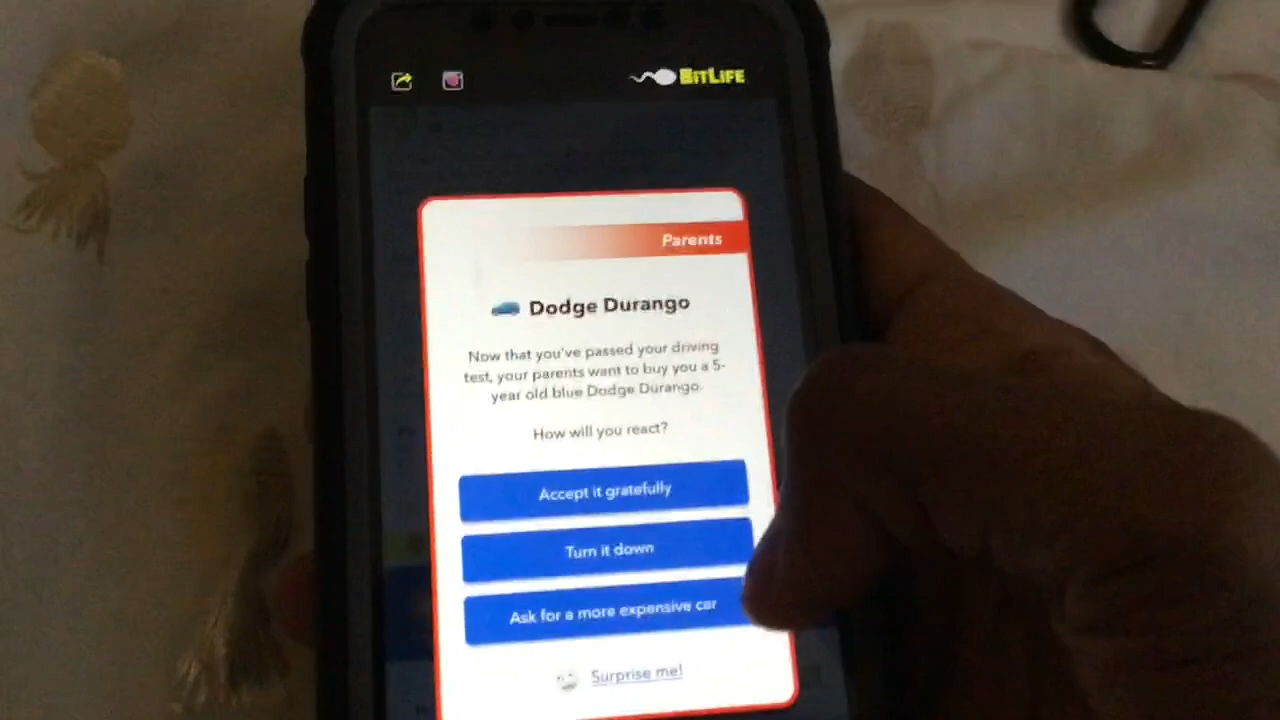 BITLIFE
Parents
Dodge Durango
Now that you've passed your driving
test, your parents want to buy you a 5-
year old blue Dodge Durango.
How will you react?
Accept it gratefully
Turn it down
Ask for a more expensive car
Surprise me!